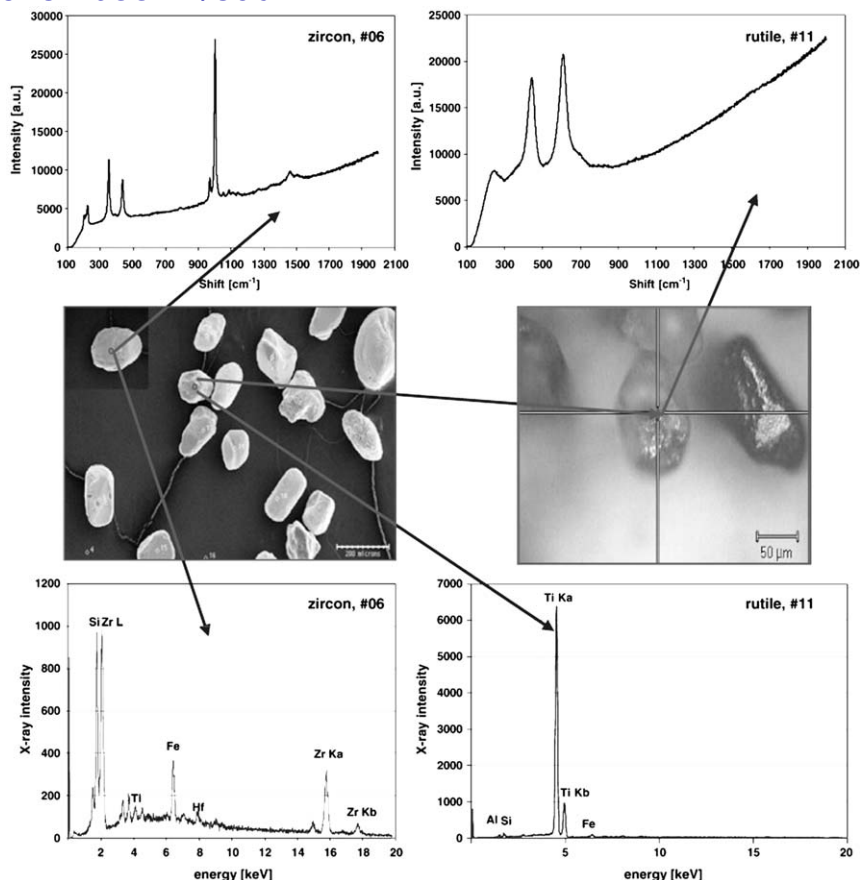 zircon, #06
Intensity [a.u.]
30000
25000
20000
15000
10000
5000
0
100 300 500 700 900 1100 1300 1500 1700 1900 2100
Shift [cm-1]
rutile, #11
Intensity [a.u.]
25000
20000
15000
10000
5000
0
100 300 500 700 900 1100 1300 1500 1700 1900 2100
Shift [cm-1]
200 microns
50 µm
zircon, #06
X-ray intensity
1200
1000
800
600
400
200
0
Si Zr L
Ti
Fe
Hf
Zr Ka
Zr Kb
2 4 6 8 10 12 14 16 18 20
energy [keV]
rutile, #11
X-ray intensity
7000
6000
5000
4000
3000
2000
1000
0
Ti Ka
Ti Kb
Al Si
Fe
5 10 15 20
energy [keV]